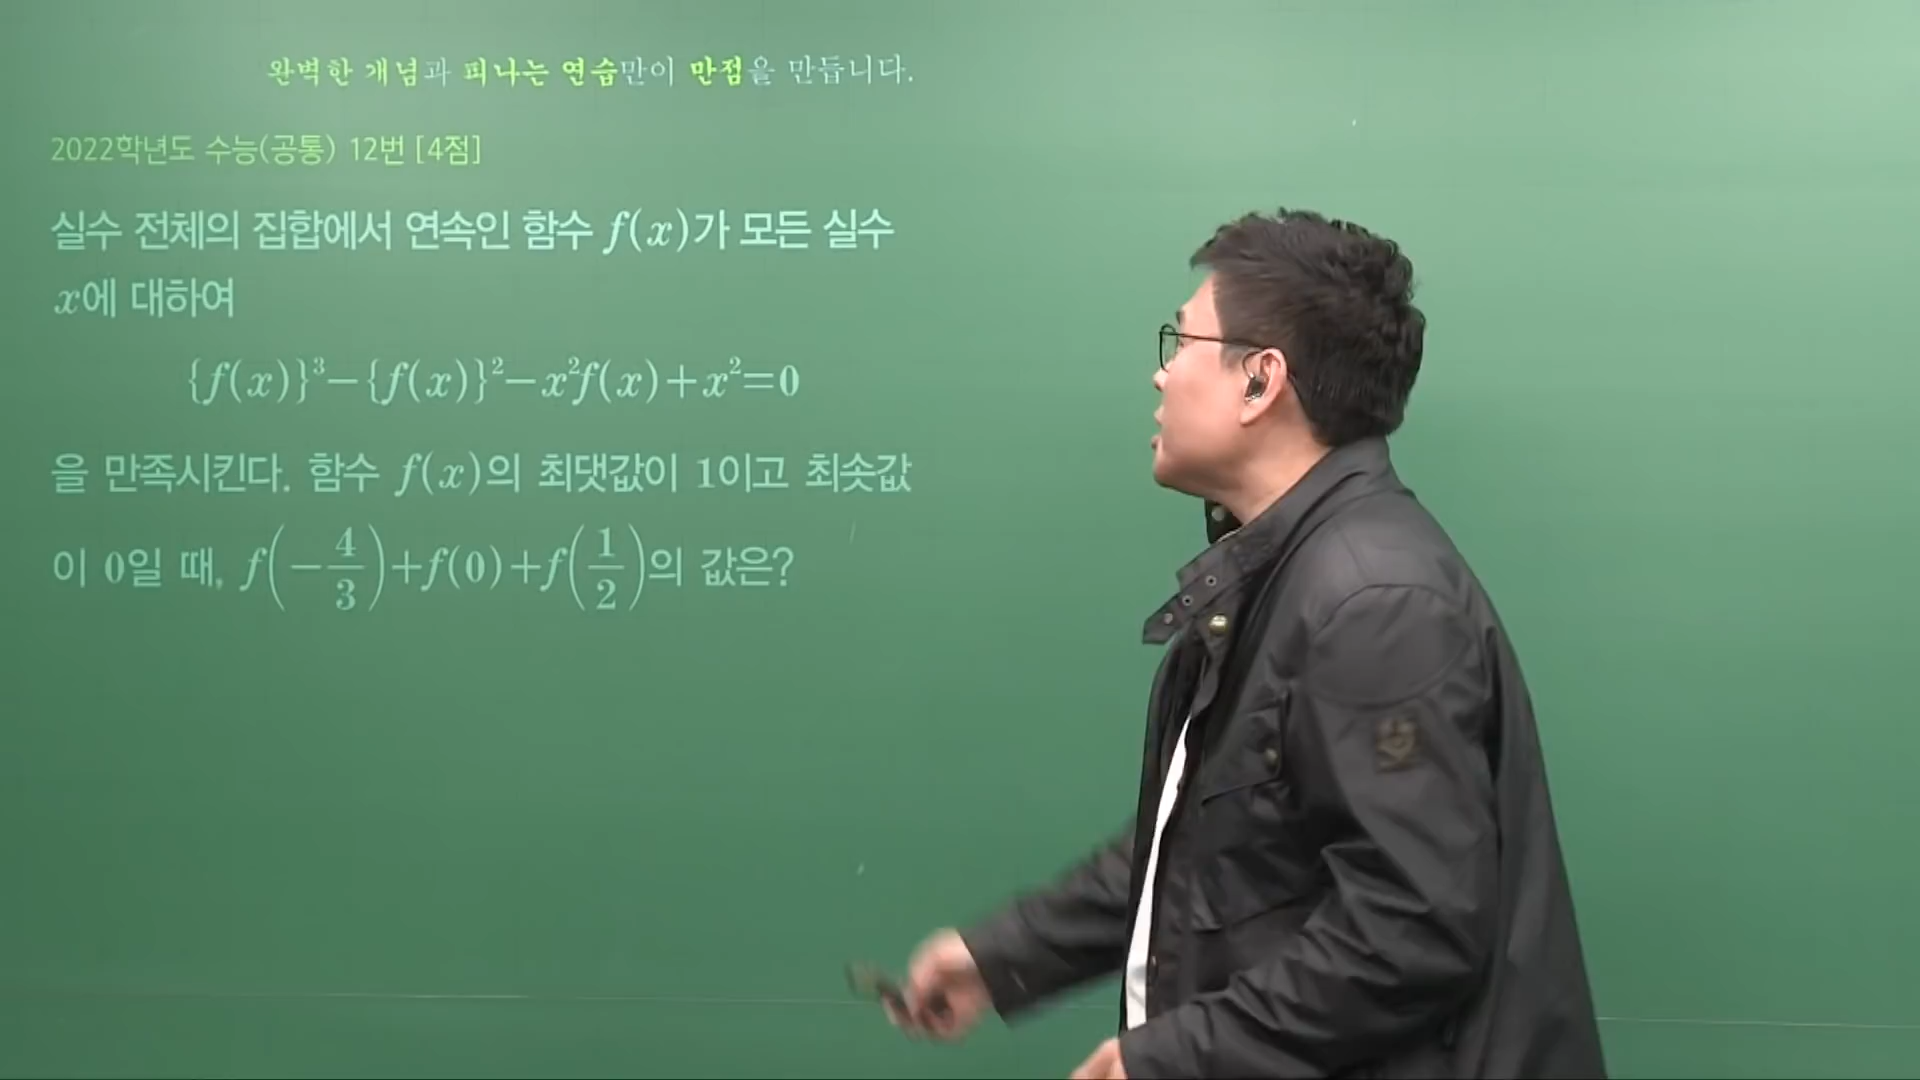 완벽한 개념과 피나는 연습만이 만점을 만듭니다.
2022학년도 수능(공통) 12번 [4점]
실수 전체의 집합에서 연속인 함수 f(x)가 모든 실수
x에 대하여
{f(x)}³−{f(x)}²−x²f(x)+x²=0
을 만족시킨다. 함수 f(x)의 최댓값이 1이고 최솟값
이 0일 때, f(−4/3)+f(0)+f(1/2)의 값은?